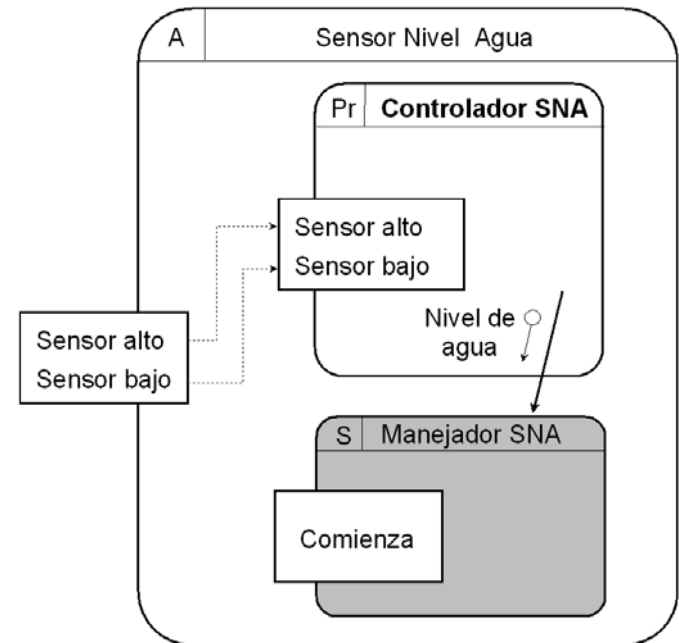 A Sensor Nivel Agua
Pr Controlador SNA
Sensor alto
Sensor bajo
Nivel de
agua
Sensor alto
Sensor bajo
S Manejador SNA
Comienza